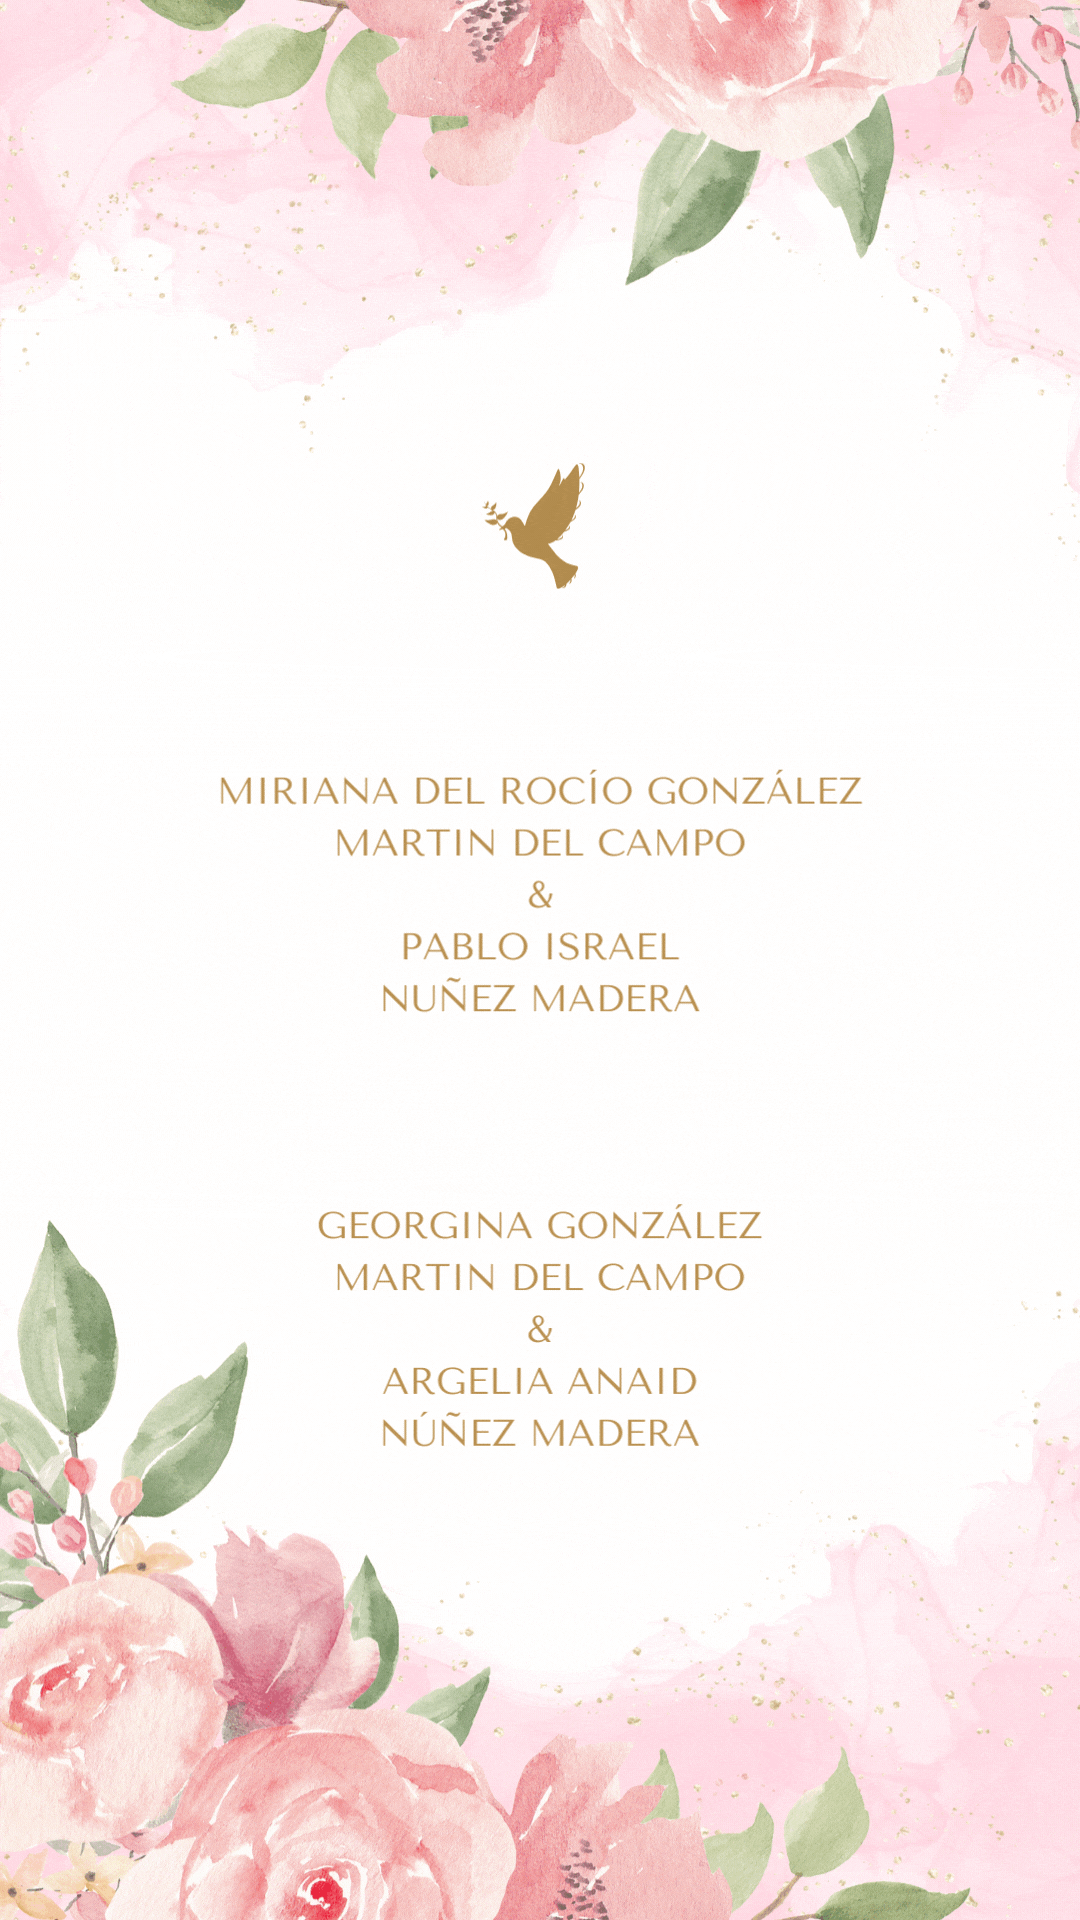 MIRIANA DEL ROCÍO GONZÁLEZ
MARTIN DEL CAMPO
&
PABLO ISRAEL
NUÑEZ MADERA
GEORGINA GONZÁLEZ
MARTIN DEL CAMPO
&
ARGELIA ANAID
NÚÑEZ MADERA